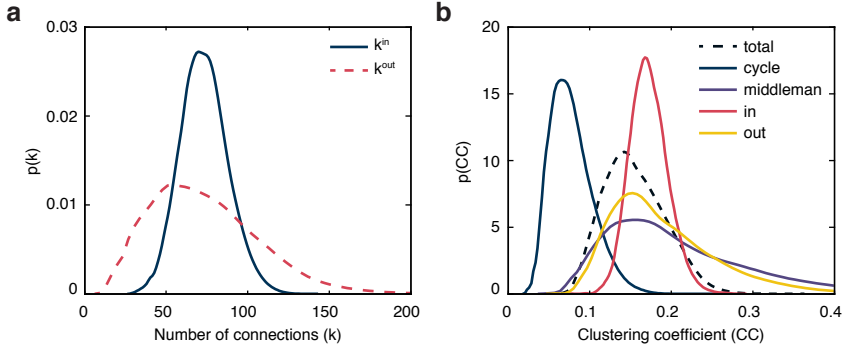 a
0.03
0.02
0.01
0
p(k)
k^in
k^out
0
50
100
150
200
Number of connections (k)
b
20
15
10
5
0
p(CC)
total
cycle
middleman
in
out
0
0.1
0.2
0.3
0.4
Clustering coefficient (CC)